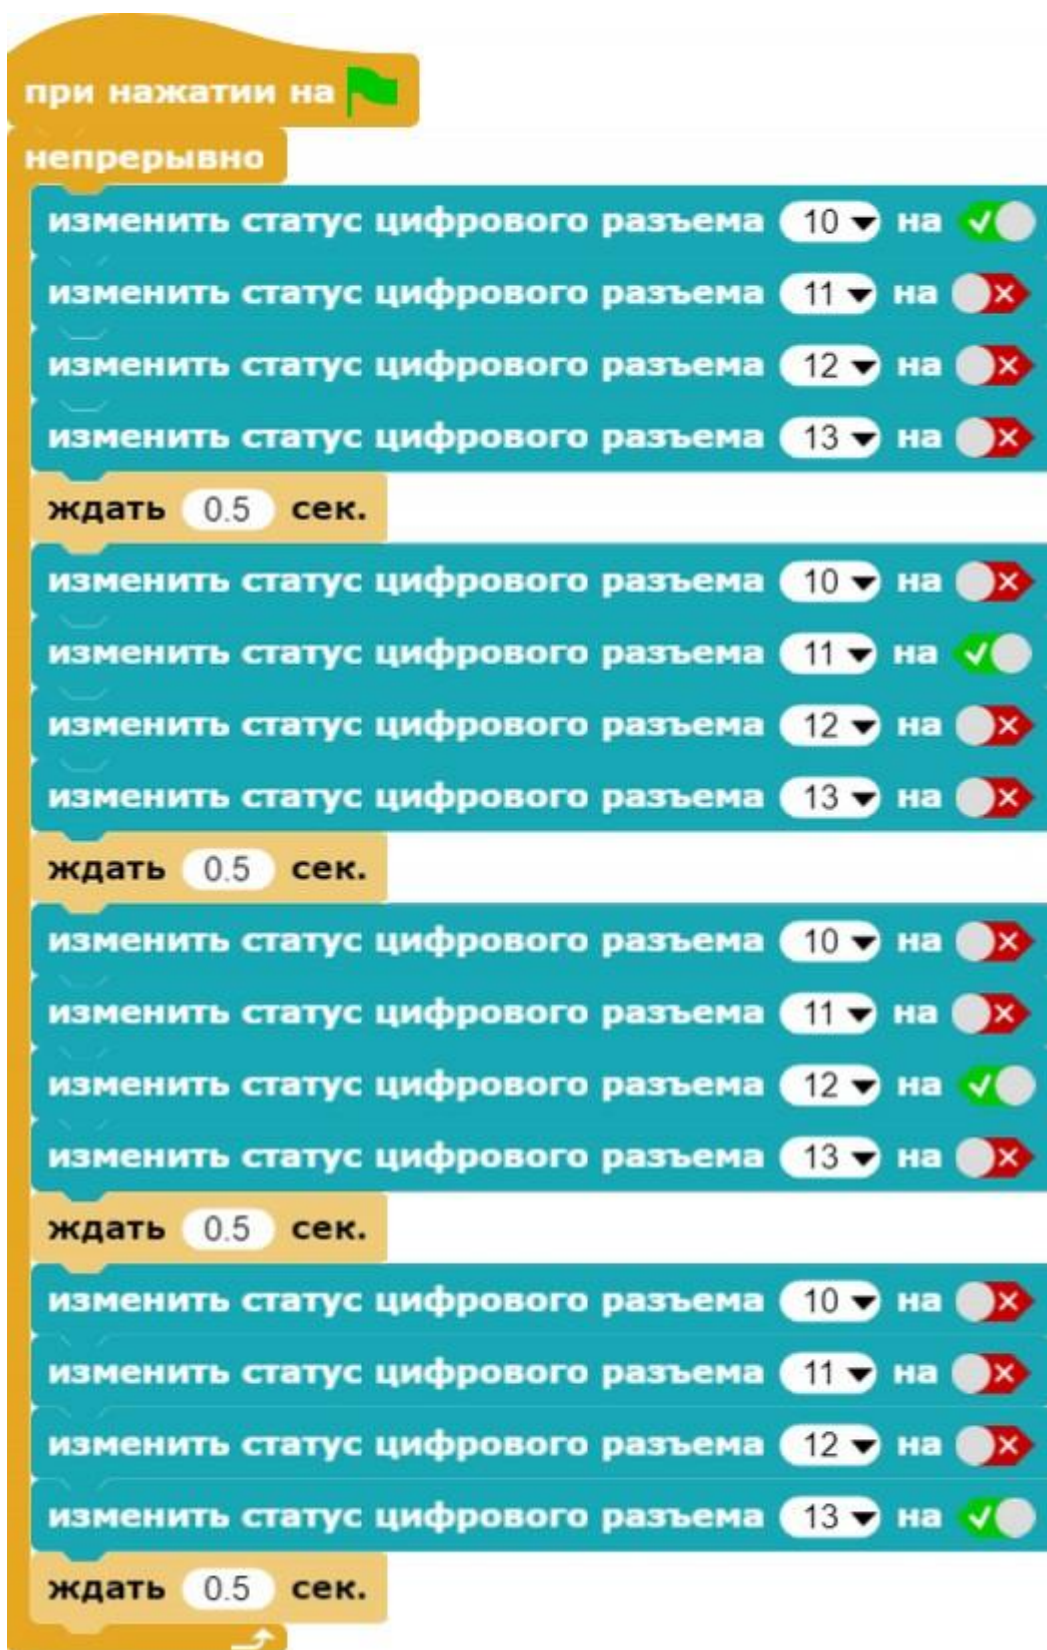 при нажатии на
непрерывно
изменить статус цифрового разъема 10 на
изменить статус цифрового разъема 11 на
изменить статус цифрового разъема 12 на
изменить статус цифрового разъема 13 на
ждать 0.5 сек.
изменить статус цифрового разъема 10 на
изменить статус цифрового разъема 11 на
изменить статус цифрового разъема 12 на
изменить статус цифрового разъема 13 на
ждать 0.5 сек.
изменить статус цифрового разъема 10 на
изменить статус цифрового разъема 11 на
изменить статус цифрового разъема 12 на
изменить статус цифрового разъема 13 на
ждать 0.5 сек.
изменить статус цифрового разъема 10 на
изменить статус цифрового разъема 11 на
изменить статус цифрового разъема 12 на
изменить статус цифрового разъема 13 на
ждать 0.5 сек.